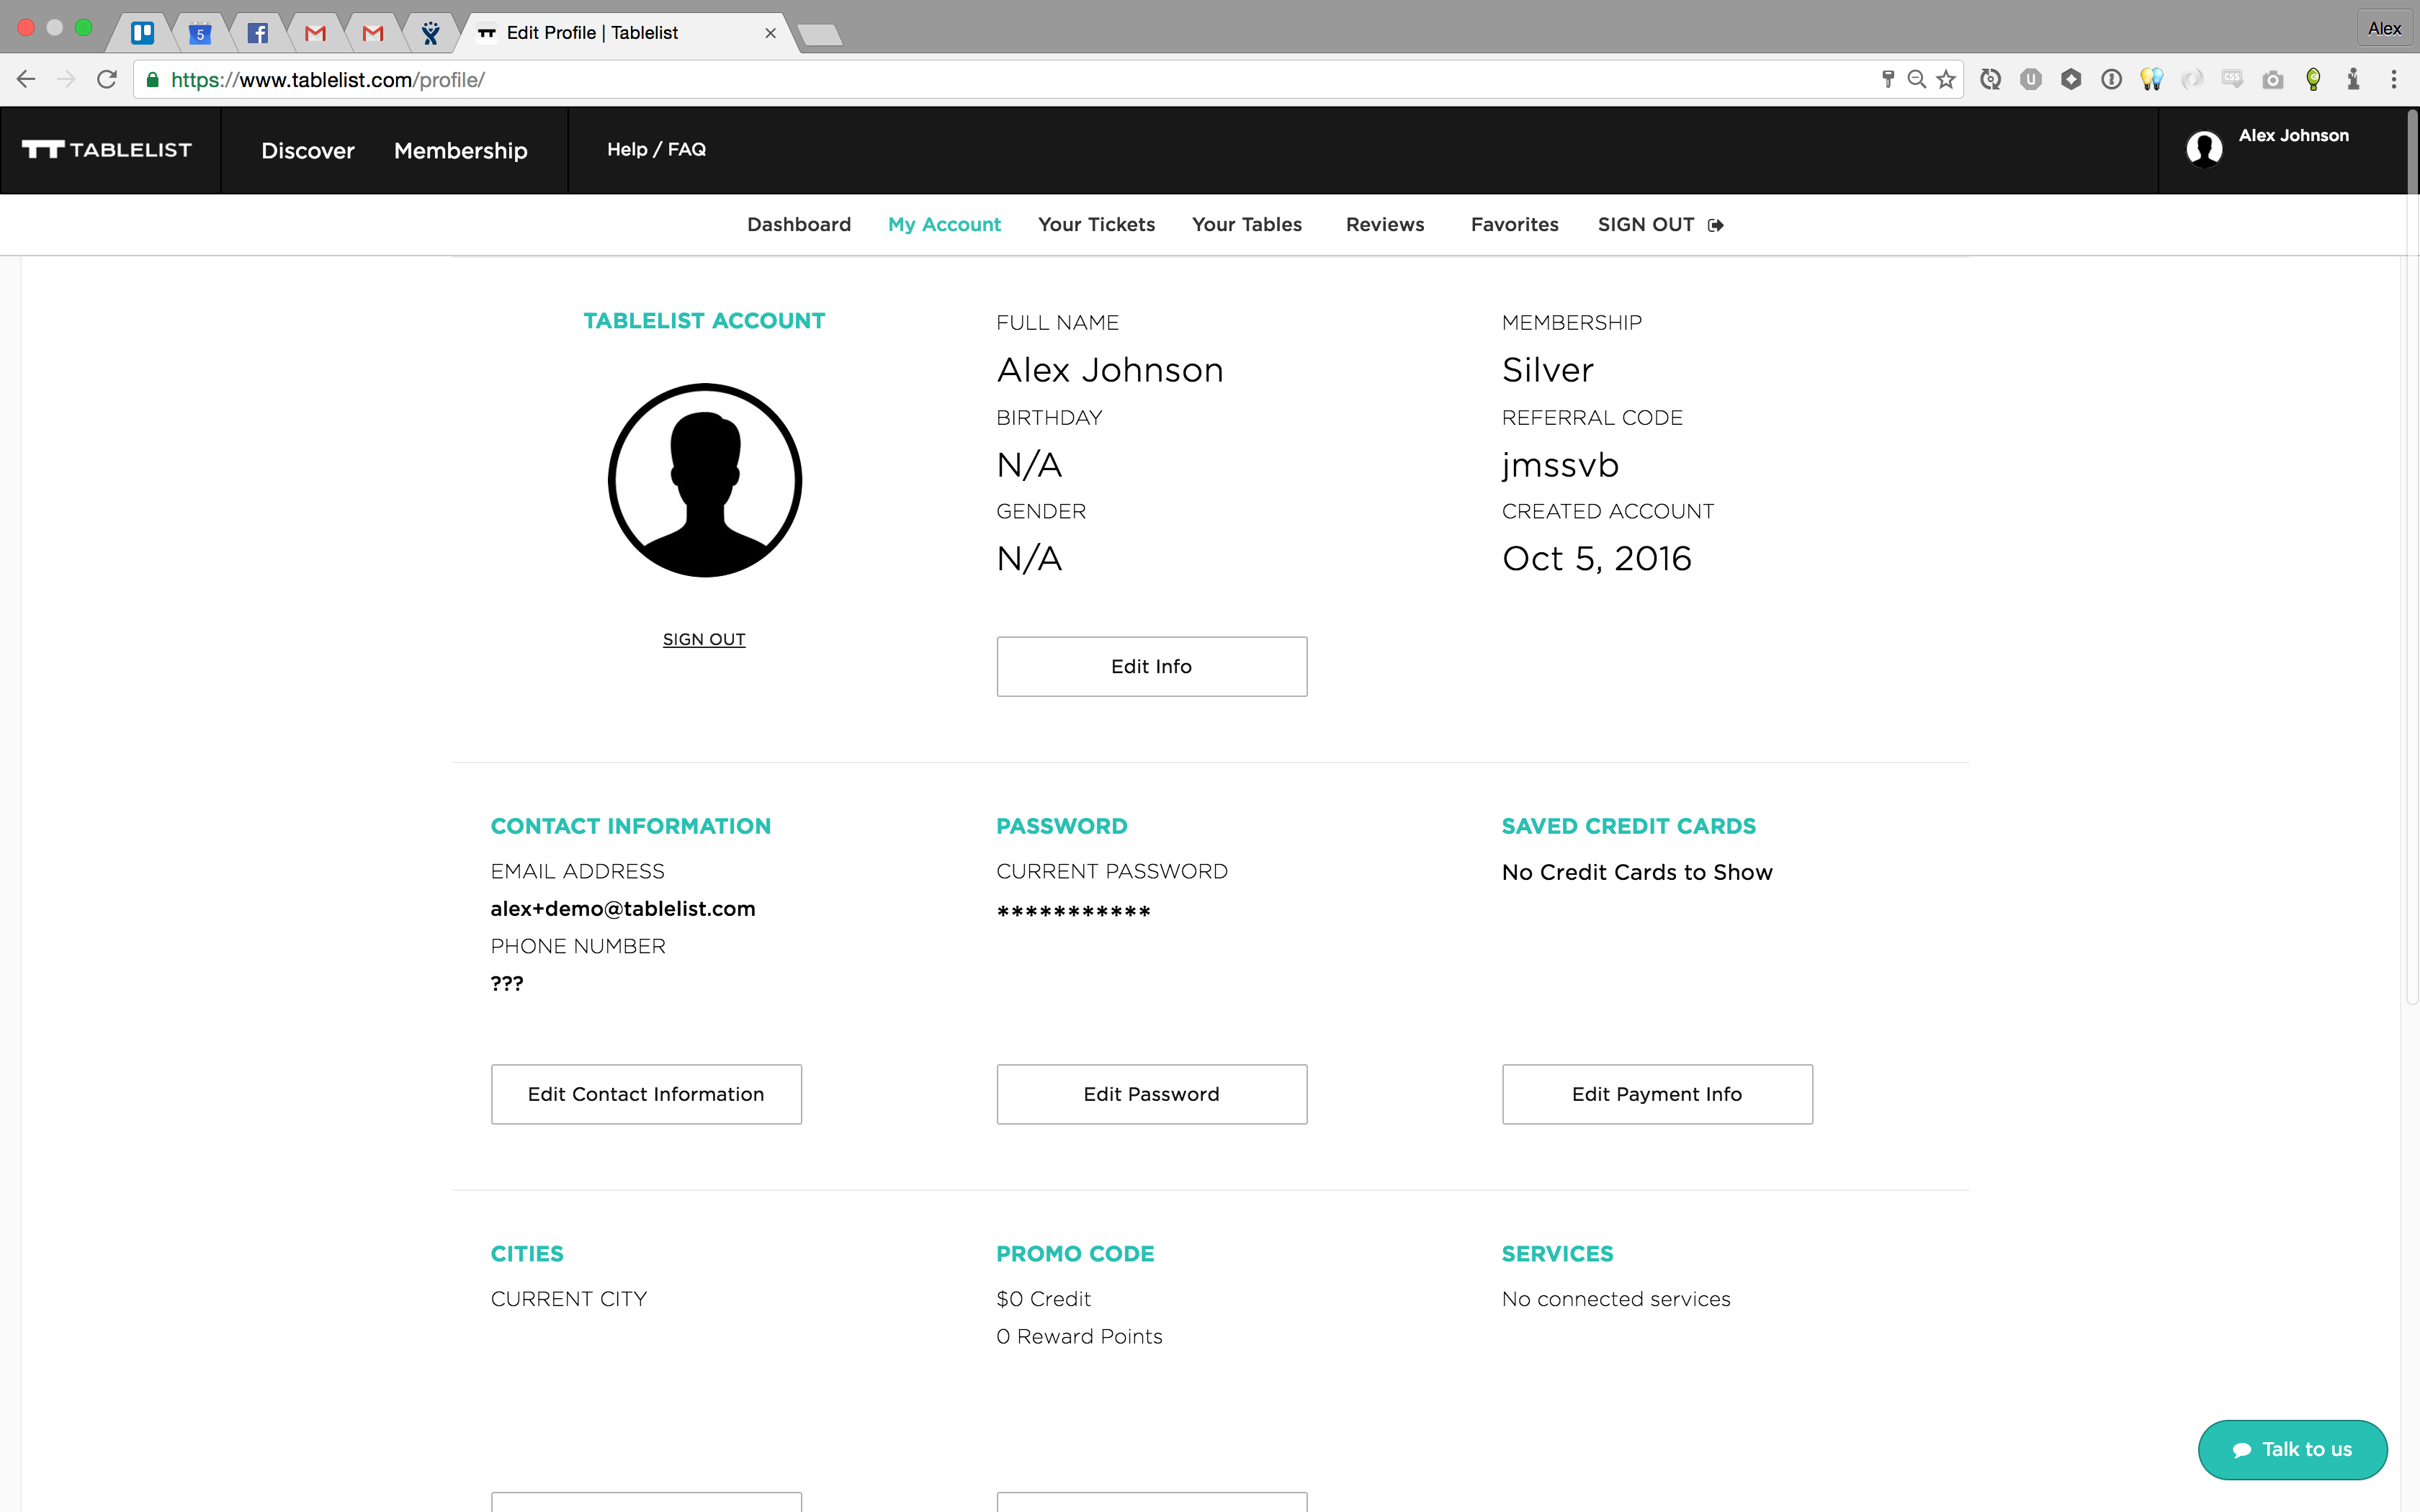 Edit Profile | Tablelist
Alex
5
https://www.tablelist.com/profile/
TABLELIST
Discover
Membership
Help / FAQ
Alex Johnson
Dashboard
My Account
Your Tickets
Your Tables
Reviews
Favorites
SIGN OUT
TABLELIST ACCOUNT
SIGN OUT
FULL NAME
Alex Johnson
BIRTHDAY
N/A
GENDER
N/A
Edit Info
MEMBERSHIP
Silver
REFERRAL CODE
jmssvb
CREATED ACCOUNT
Oct 5, 2016
CONTACT INFORMATION
EMAIL ADDRESS
alex+demo@tablelist.com
PHONE NUMBER
???
Edit Contact Information
PASSWORD
CURRENT PASSWORD
***********
Edit Password
SAVED CREDIT CARDS
No Credit Cards to Show
Edit Payment Info
CITIES
CURRENT CITY
PROMO CODE
$0 Credit
0 Reward Points
SERVICES
No connected services
Talk to us